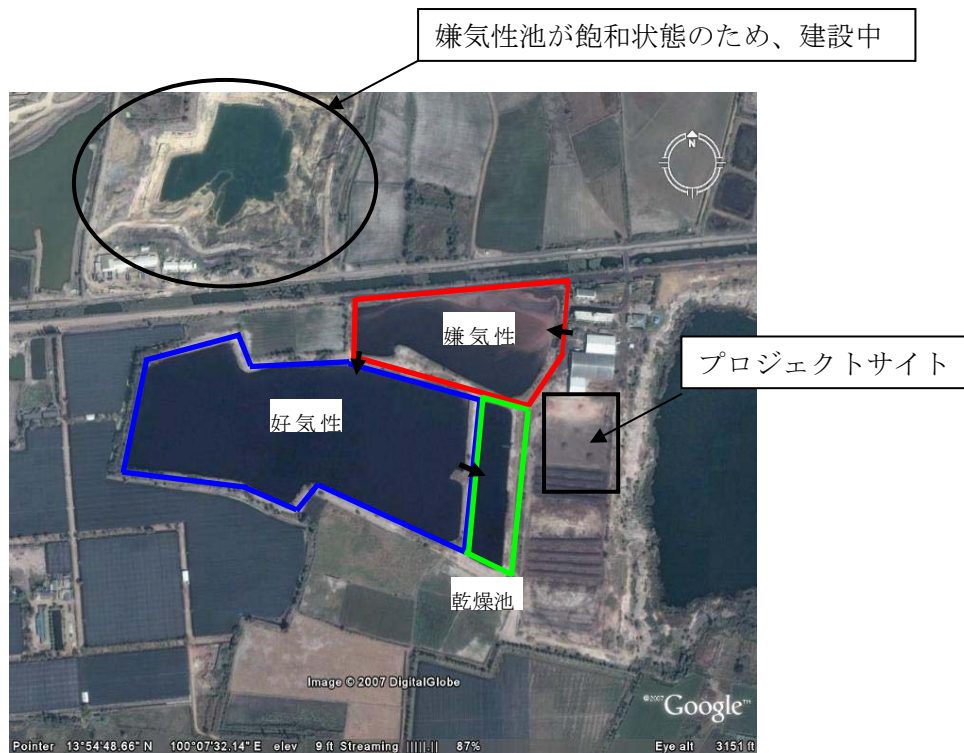 嫌気性池が飽和状態のため、建設中
N
嫌気性
プロジェクトサイト
好気性
乾燥池
Image © 2007 DigitalGlobe
©2007 Google™
Pointer 13°54'48.66" N 100°07'32.14" E elev 9 ft Streaming ||||||.|| 87% Eye alt 3151 ft